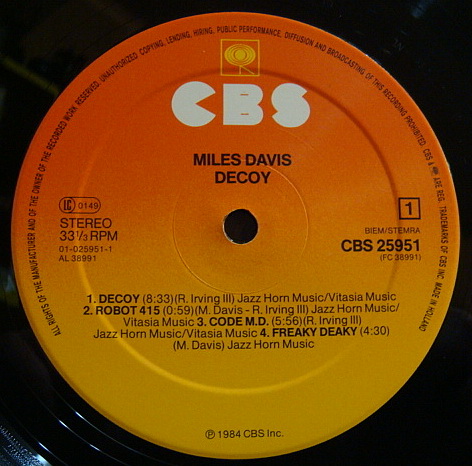 ALL RIGHTS OF THE MANUFACTURER AND OF THE OWNER OF THE RECORDED WORK RESERVED. UNAUTHORIZED COPYING, LENDING, HIRING, PUBLIC PERFORMANCE, DIFFUSION AND BROADCASTING OF THIS RECORD PROHIBITED. CBS & ARE REG. TRADEMARKS OF CBS INC. MADE IN HOLLAND
CBS
MILES DAVIS
DECOY
LC 0149
1
STEREO
33⅓ RPM
01-025951-1
AL 38991
BIEM/STEMRA
CBS 25951
(FC 38991)
1. DECOY (8:33)(R. Irving III) Jazz Horn Music/Vitasia Music
2. ROBOT 415 (0:59)(M. Davis - R. Irving III) Jazz Horn Music/
Vitasia Music 3. CODE M.D. (5:56)(R. Irving III)
Jazz Horn Music/Vitasia Music 4. FREAKY DEAKY (4:30)
(M. Davis) Jazz Horn Music
℗ 1984 CBS Inc.